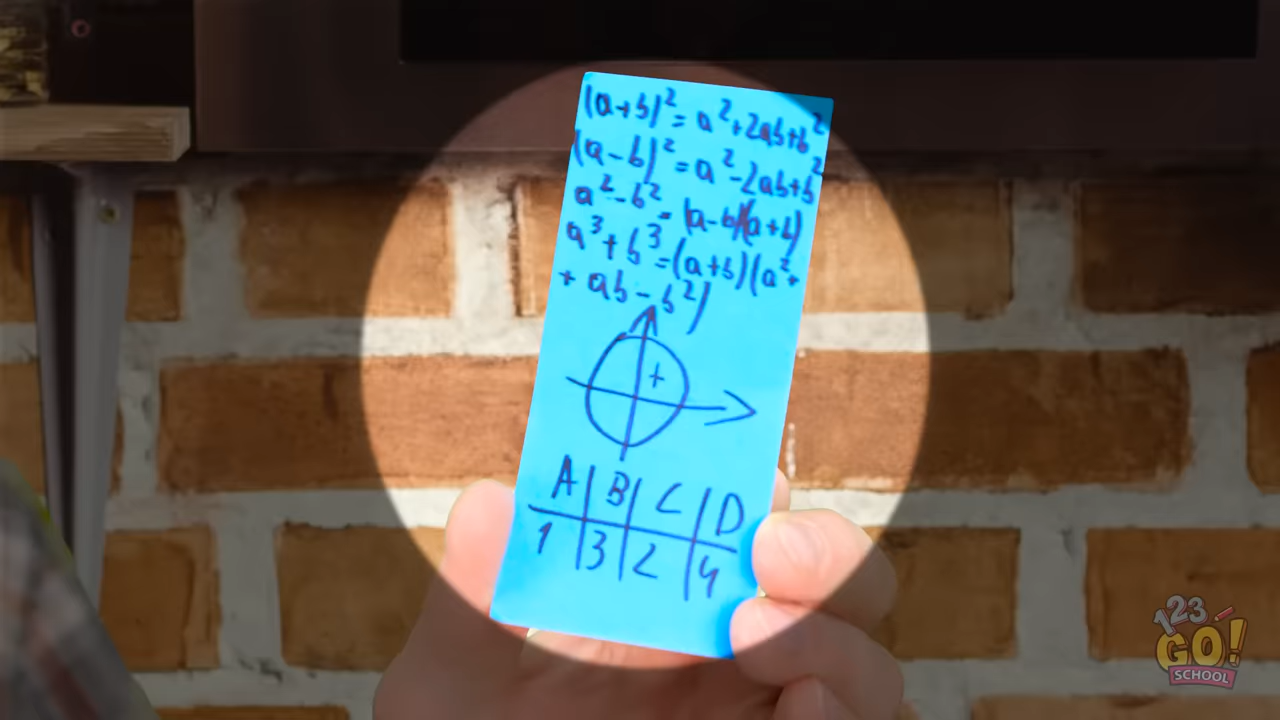 (a+b)²=a²+2ab+b²
(a-b)²=a²-2ab+b²
a²-b²=(a-b)(a+b)
a³+b³=(a+b)(a²+
+ab-b²)
+
A B C D
1 3 2 4
123
GO!
SCHOOL